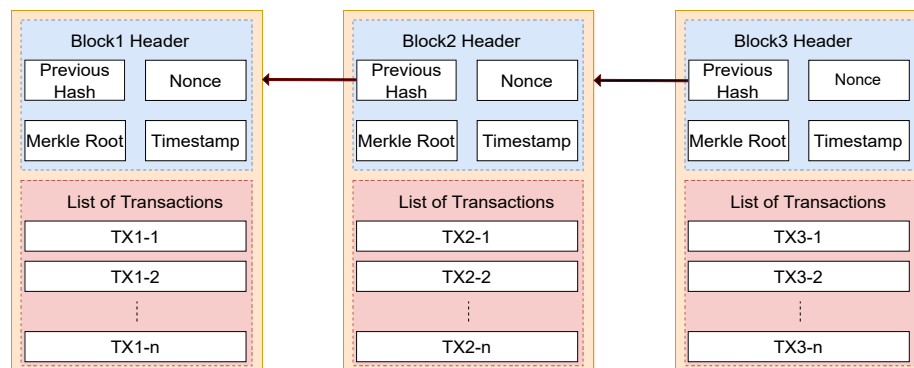 Block1 Header
Previous
Hash
Nonce
Merkle Root
Timestamp
List of Transactions
TX1-1
TX1-2
TX1-n
Block2 Header
Previous
Hash
Nonce
Merkle Root
Timestamp
List of Transactions
TX2-1
TX2-2
TX2-n
Block3 Header
Previous
Hash
Nonce
Merkle Root
Timestamp
List of Transactions
TX3-1
TX3-2
TX3-n